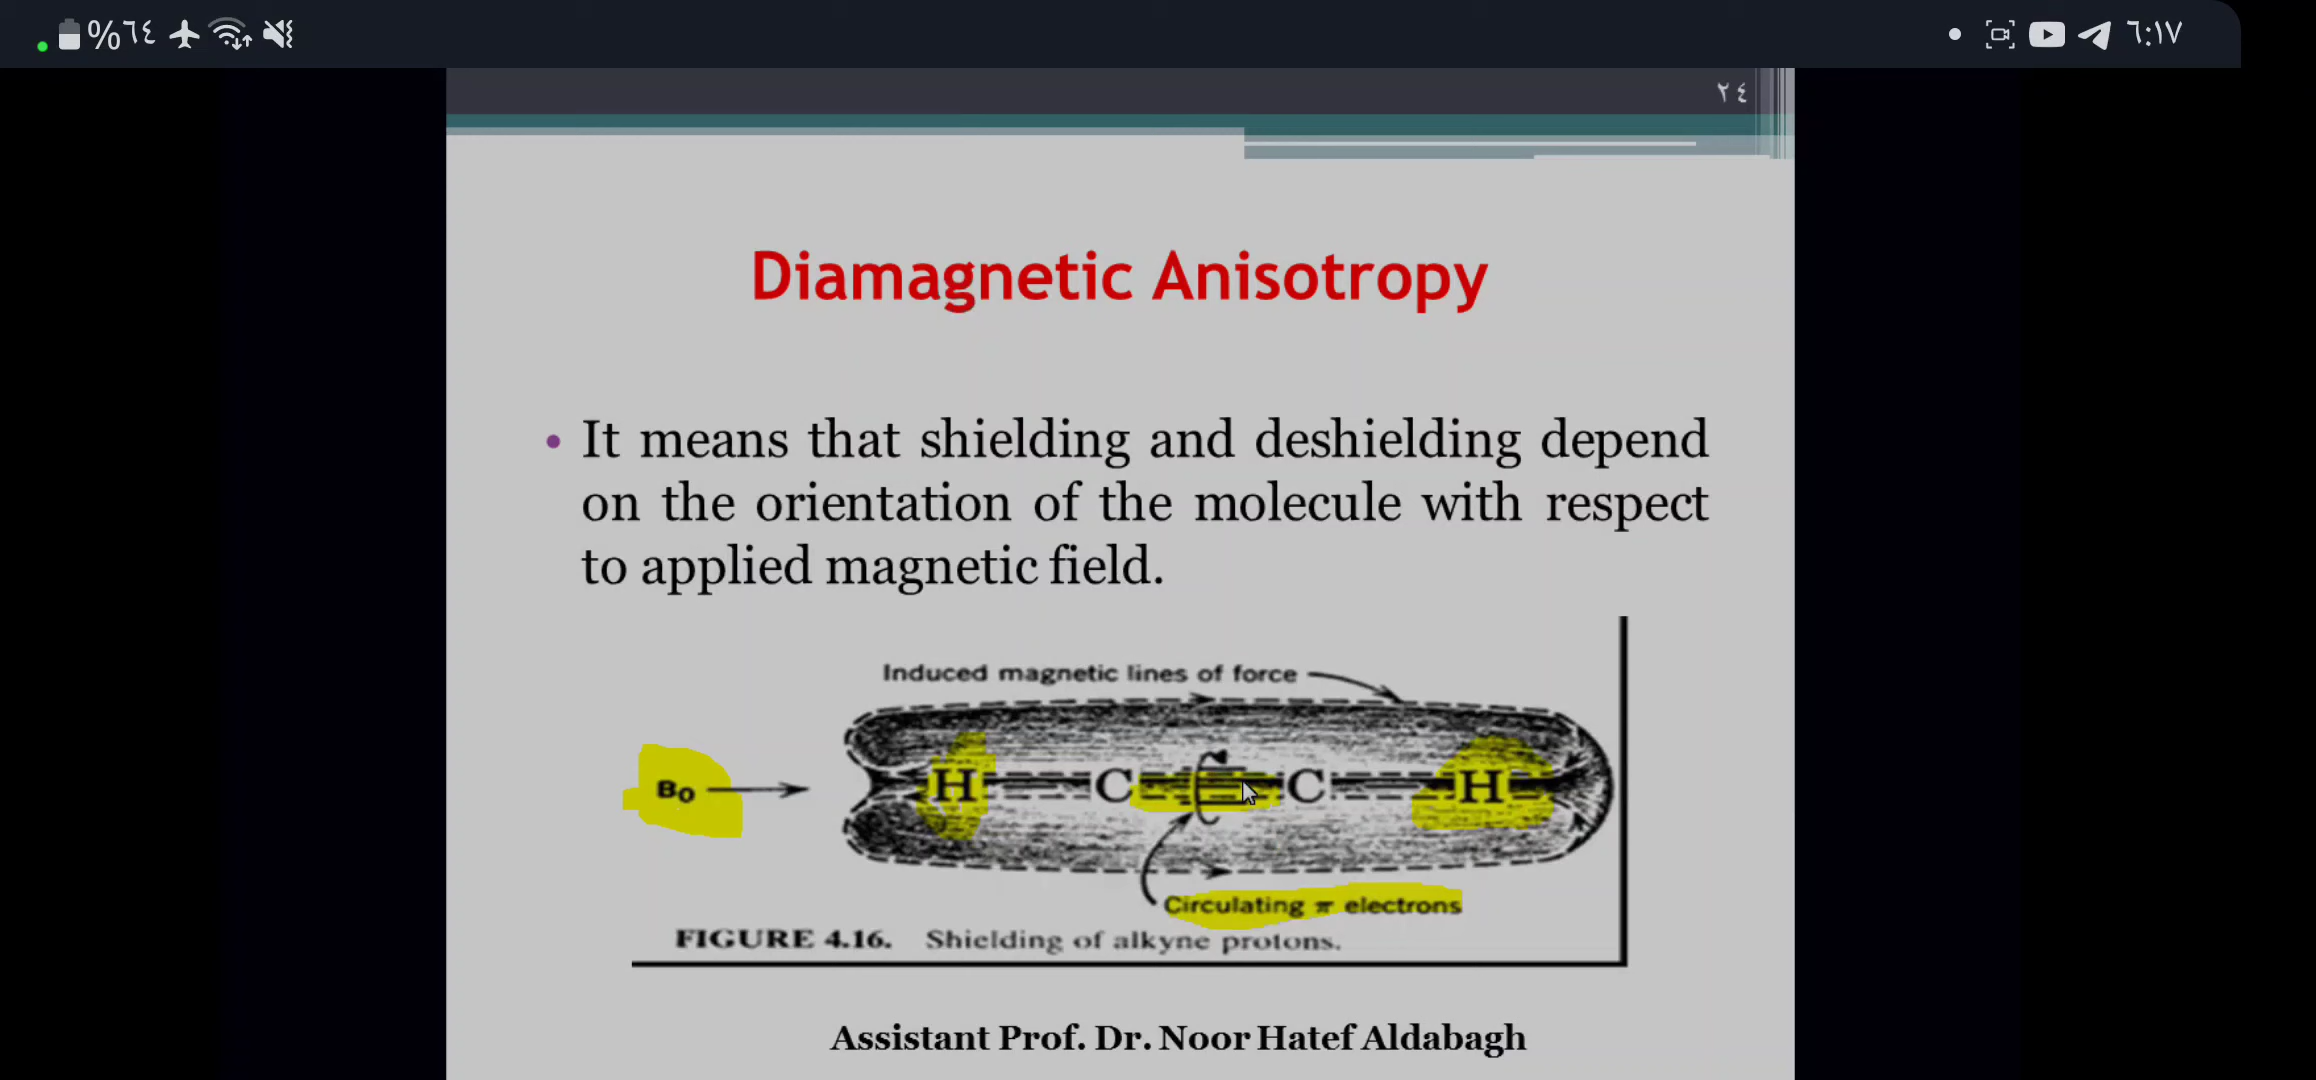 %٦٤
٦:١٧
٢٤
Diamagnetic Anisotropy
• It means that shielding and deshielding depend
on the orientation of the molecule with respect
to applied magnetic field.
Induced magnetic lines of force
B₀ H C C H
Circulating π electrons
FIGURE 4.16. Shielding of alkyne protons.
Assistant Prof. Dr. Noor Hatef Aldabagh